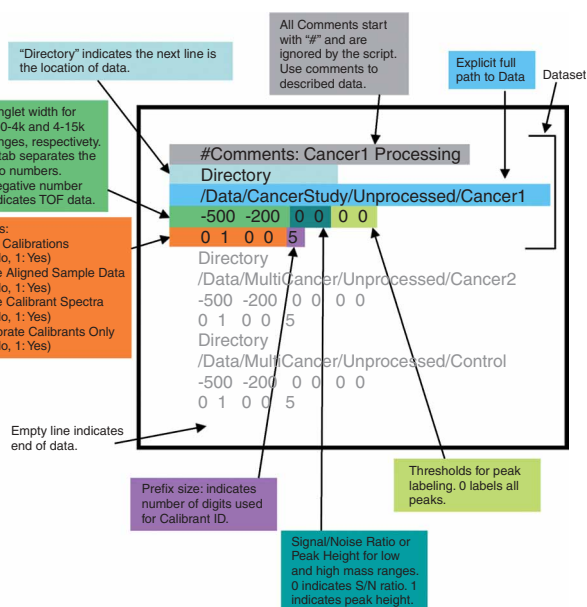 All Comments start
with "#" and are
ignored by the script.
Use comments to
described data.
"Directory" indicates the next line is
the location of data.
Explicit full
path to Data
Dataset
nglet width for
0-4k and 4-15k
nges, respectivety.
tab separates the
o numbers.
egative number
dicates TOF data.
s:
Calibrations
o, 1: Yes)
e Aligned Sample Data
o, 1: Yes)
e Calibrant Spectra
o, 1: Yes)
brate Calibrants Only
o, 1: Yes)
#Comments: Cancer1 Processing
Directory
/Data/CancerStudy/Unprocessed/Cancer1
-500 -200 0 0 0 0
0 1 0 0 5
Directory
/Data/MultiCancer/Unprocessed/Cancer2
-500 -200 0 0 0 0
0 1 0 0 5
Directory
/Data/MultiCancer/Unprocessed/Control
-500 -200 0 0 0 0
0 1 0 0 5
Empty line indicates
end of data.
Prefix size: indicates
number of digits used
for Calibrant ID.
Thresholds for peak
labeling. 0 labels all
peaks.
Signal/Noise Ratio or
Peak Height for low
and high mass ranges.
0 indicates S/N ratio. 1
indicates peak height.